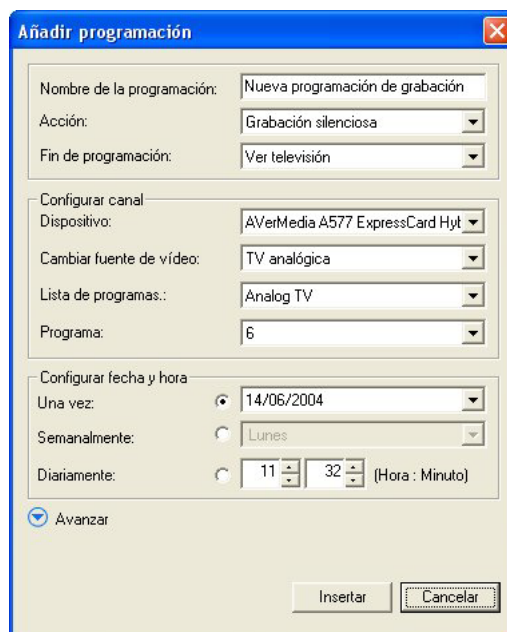 Añadir programación
Nombre de la programación: Nueva programación de grabación
Acción: Grabación silenciosa
Fin de programación: Ver televisión
Configurar canal
Dispositivo: AVerMedia A577 ExpressCard Hyt
Cambiar fuente de vídeo: TV analógica
Lista de programas.: Analog TV
Programa: 6
Configurar fecha y hora
Una vez: 14/06/2004
Semanalmente: Lunes
Diariamente: 11 32 (Hora : Minuto)
Avanzar
Insertar Cancelar